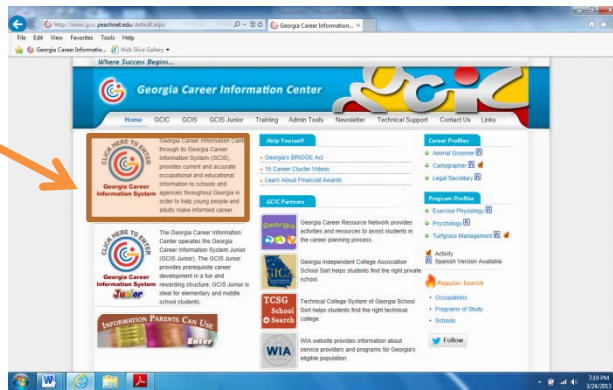 http://www.gcic.peachnet.edu/default.aspx
Georgia Career Information...
File Edit View Favorites Tools Help
Georgia Career Informatio...
Web Slice Gallery
Where Success Begins...
Georgia Career Information Center
gcic
Home GCIC GCIS GCIS Junior Training Admin Tools Newsletter Technical Support Contact Us Links
CLICK HERE TO ENTER
Georgia Career
Information System
Georgia Career Information Center
through its Georgia Career
Information System (GCIS),
provides current and accurate
occupational and educational
information to schools and
agencies throughout Georgia in
order to help young people and
adults make informed career
CLICK HERE TO ENTER
Georgia Career
Information System
Junior
The Georgia Career Information
Center operates the Georgia
Career Information System Junior
(GCIS Junior). The GCIS Junior
provides prerequisite career
development in a fun and
rewarding structure. GCIS Junior is
ideal for elementary and middle
school students.
INFORMATION PARENTS CAN USE
Enter
Help Yourself
Georgia's BRIDGE Act
16 Career Cluster Videos
Learn About Financial Awards
GCIC Partners
Georgia
Georgia Career Resource Network provides
activities and resources to assist students in
the career planning process.
GICA
Georgia Independent College Association
School Sort helps students find the right private
school.
TCSG
School
Search
Technical College System of Georgia School
Sort helps students find the right technical
college.
WIA
WIA website provides information about
service providers and programs for Georgia's
eligible population.
Career Profiles
Animal Groomer
Cartographer
Legal Secretary
Program Profiles
Exercise Physiology
Psychology
Turfgrass Management
Activity
Spanish Version Available
Popular Search
Occupations
Programs of Study
Schools
Follow
7:19 PM
3/24/2013